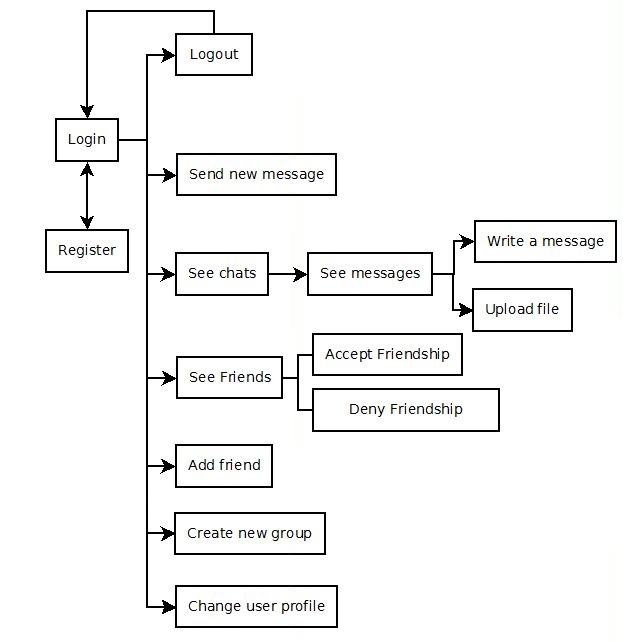 Logout
Login
Send new message
Register
Write a message
See chats
See messages
Upload file
Accept Friendship
See Friends
Deny Friendship
Add friend
Create new group
Change user profile